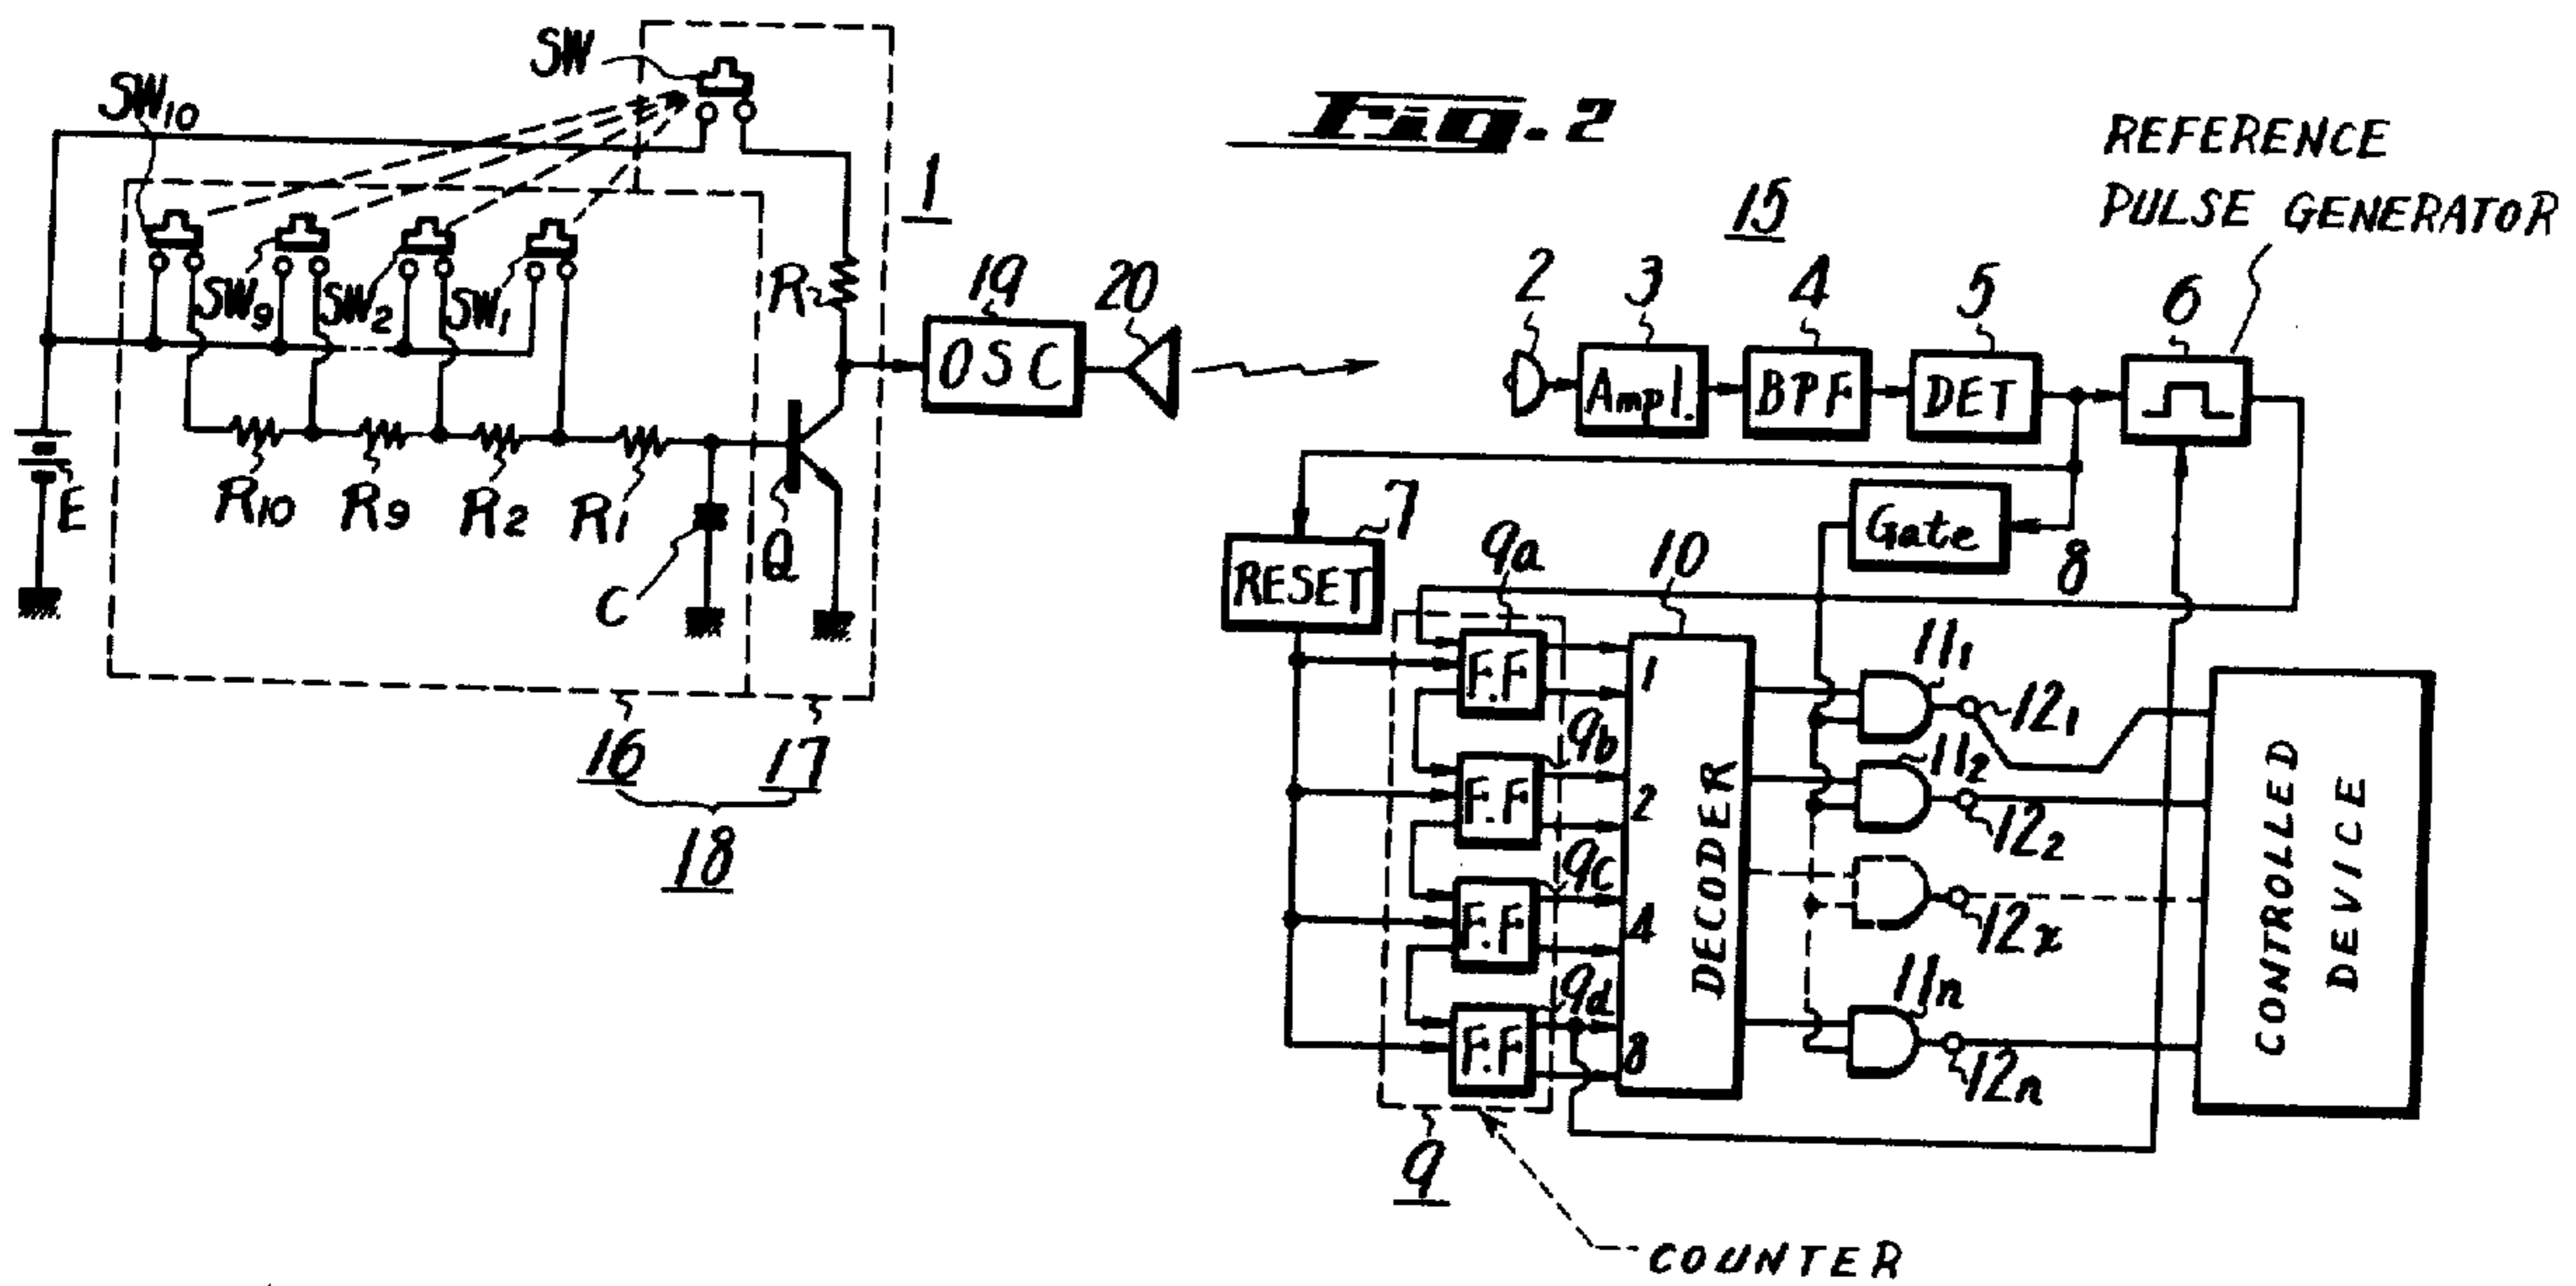 Fig. 2
SW
SW10
SW9
SW2
SW1
1
R
19
OSC
20
E
R10
R9
R2
R1
C
Q
16
17
18
REFERENCE
PULSE GENERATOR
15
2
3
4
5
6
Ampl.
BPF
DET
7
RESET
Gate
8
9a
10
F.F
1
9b
F.F
2
9c
F.F
4
9d
F.F
8
DECODER
111
121
112
122
12x
11n
12n
CONTROLLED
DEVICE
9
COUNTER